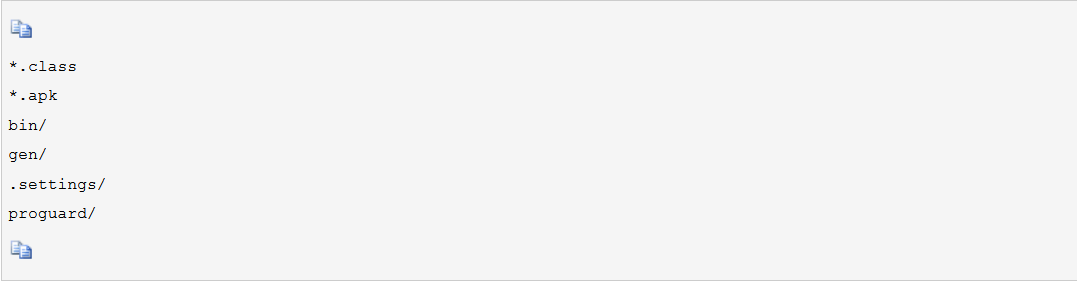 *.class
*.apk
bin/
gen/
.settings/
proguard/